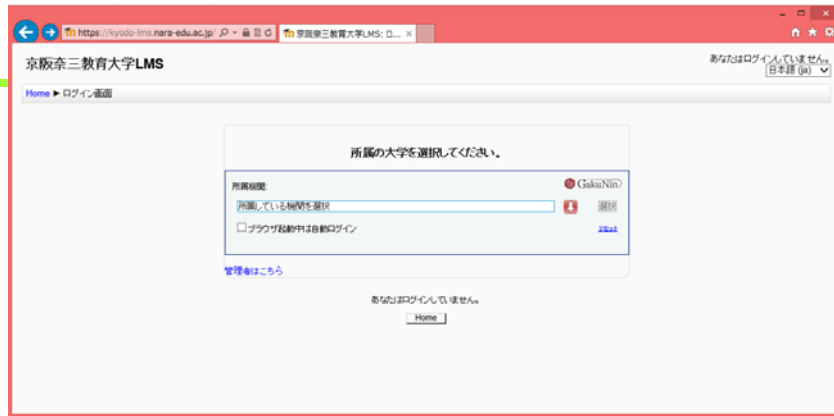 https://kyodo-lms.nara-edu.ac.jp/
京阪奈三教育大学LMS: ロ...
京阪奈三教育大学LMS
あなたはログインしていません。
日本語 (ja)
Home ► ログイン画面
所属の大学を選択してください。
所属機関:
GakuNin
所属している機関を選択
選択
ブラウザ起動中は自動ログイン
リセット
管理者はこちら
あなたはログインしていません。
Home